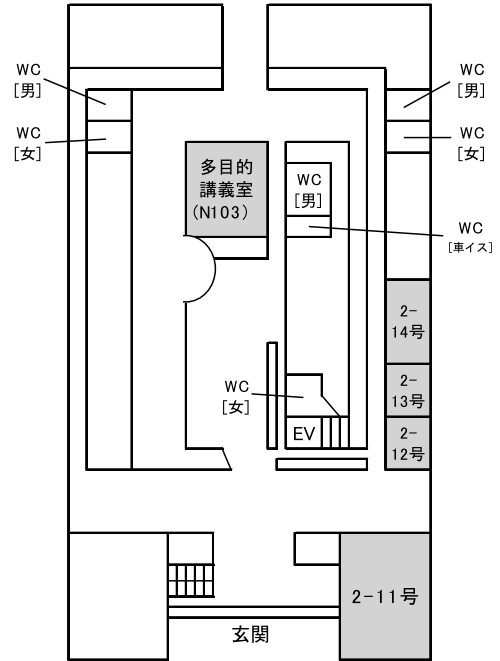 WC
[男]
WC
[女]
WC
[男]
WC
[女]
多目的
講義室
(N103)
WC
[男]
WC
[車イス]
2-
14号
2-
13号
2-
12号
WC
[女]
EV
2-11号
玄関